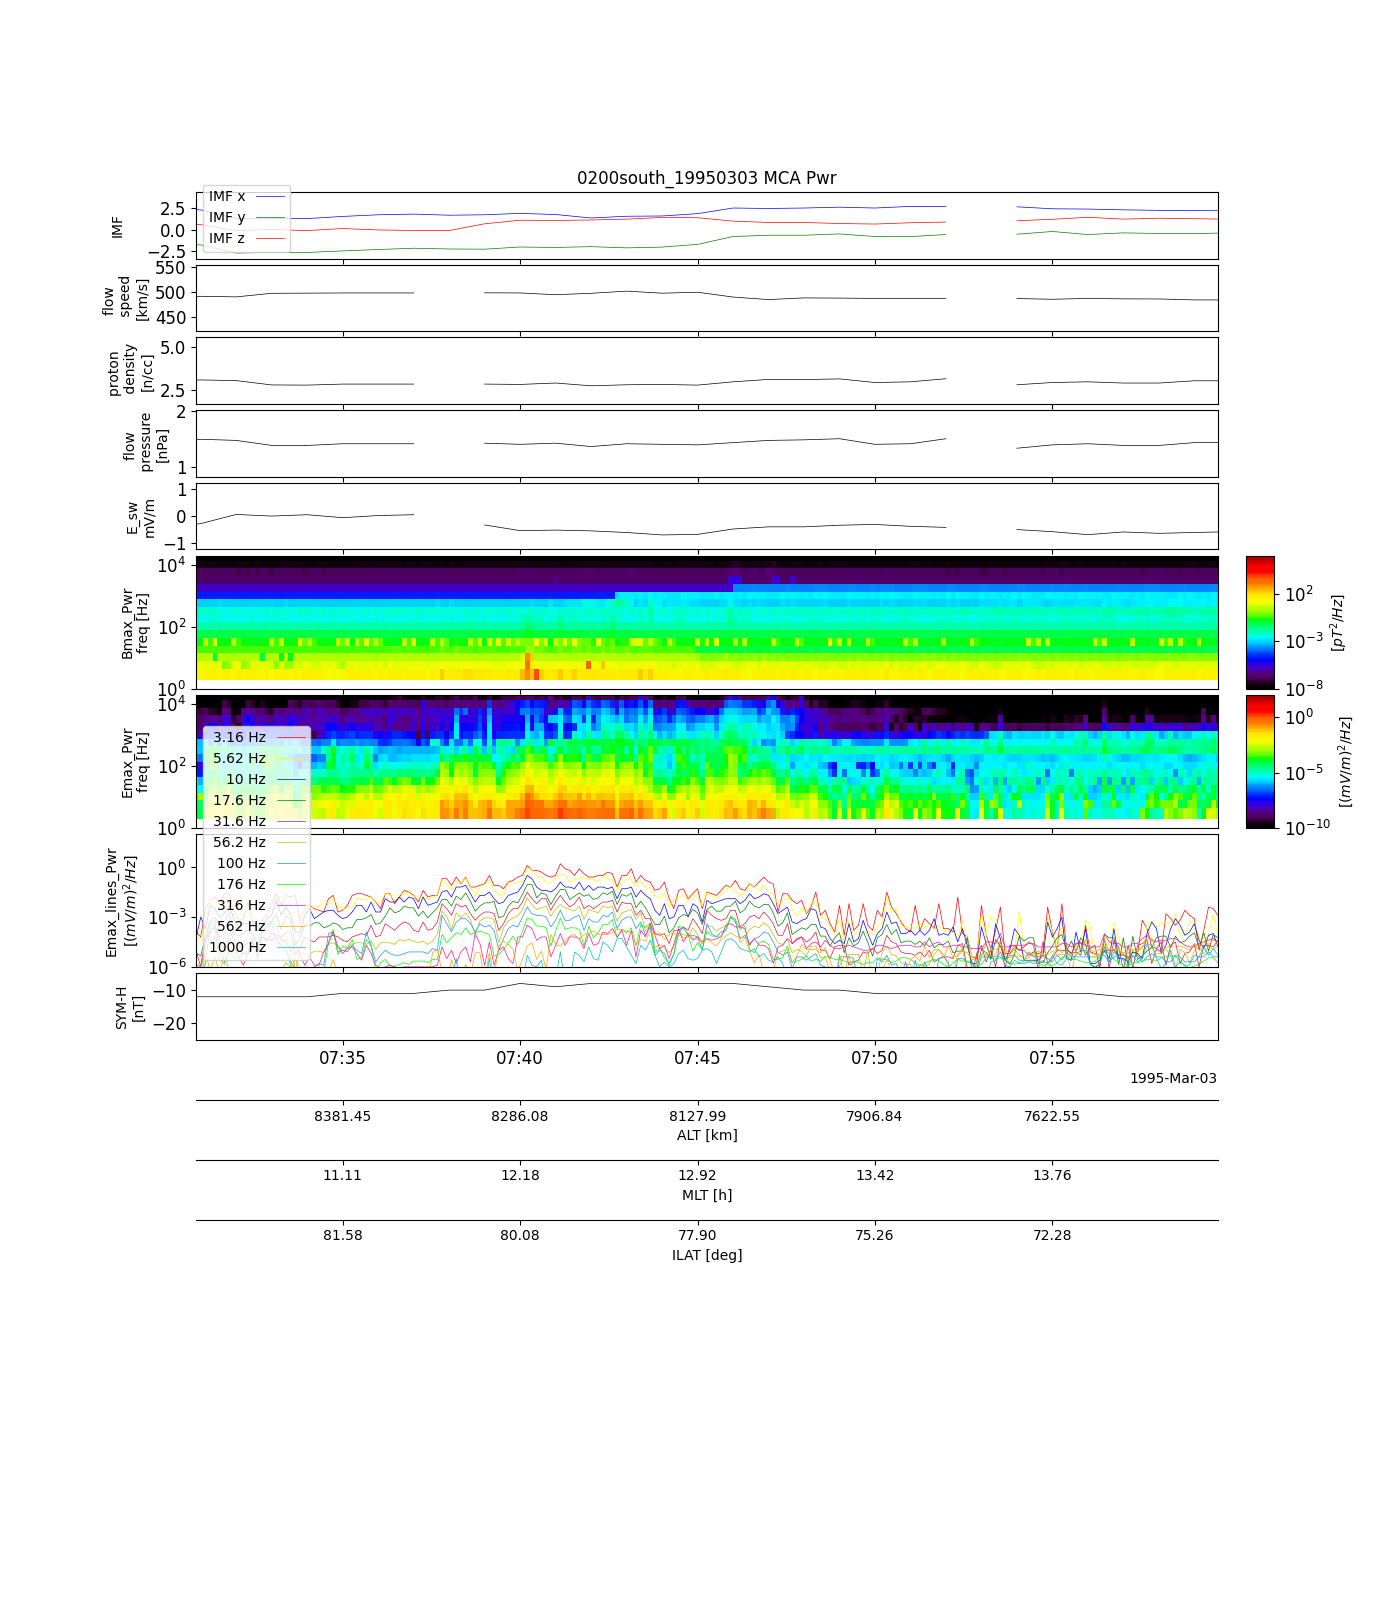 0200south_19950303 MCA Pwr
IMF
2.5
0.0
−2.5
IMF x
IMF y
IMF z
flow
speed
[km/s]
550
500
450
proton
density
[n/cc]
5.0
2.5
flow
pressure
[nPa]
2
1
E_sw
mV/m
1
0
−1
Bmax_Pwr
freq [Hz]
10^4
10^2
10^0
10^2
10^−3
10^−8
[pT^2/Hz]
Emax_Pwr
freq [Hz]
10^4
10^2
10^0
10^0
10^−5
10^−10
[(mV/m)^2/Hz]
3.16 Hz
5.62 Hz
10 Hz
17.6 Hz
31.6 Hz
56.2 Hz
100 Hz
176 Hz
316 Hz
562 Hz
1000 Hz
Emax_lines_Pwr
[(mV/m)^2/Hz]
10^0
10^−3
10^−6
SYM-H
[nT]
−10
−20
07:35 07:40 07:45 07:50 07:55
1995-Mar-03
8381.45 8286.08 8127.99 7906.84 7622.55
ALT [km]
11.11 12.18 12.92 13.42 13.76
MLT [h]
81.58 80.08 77.90 75.26 72.28
ILAT [deg]